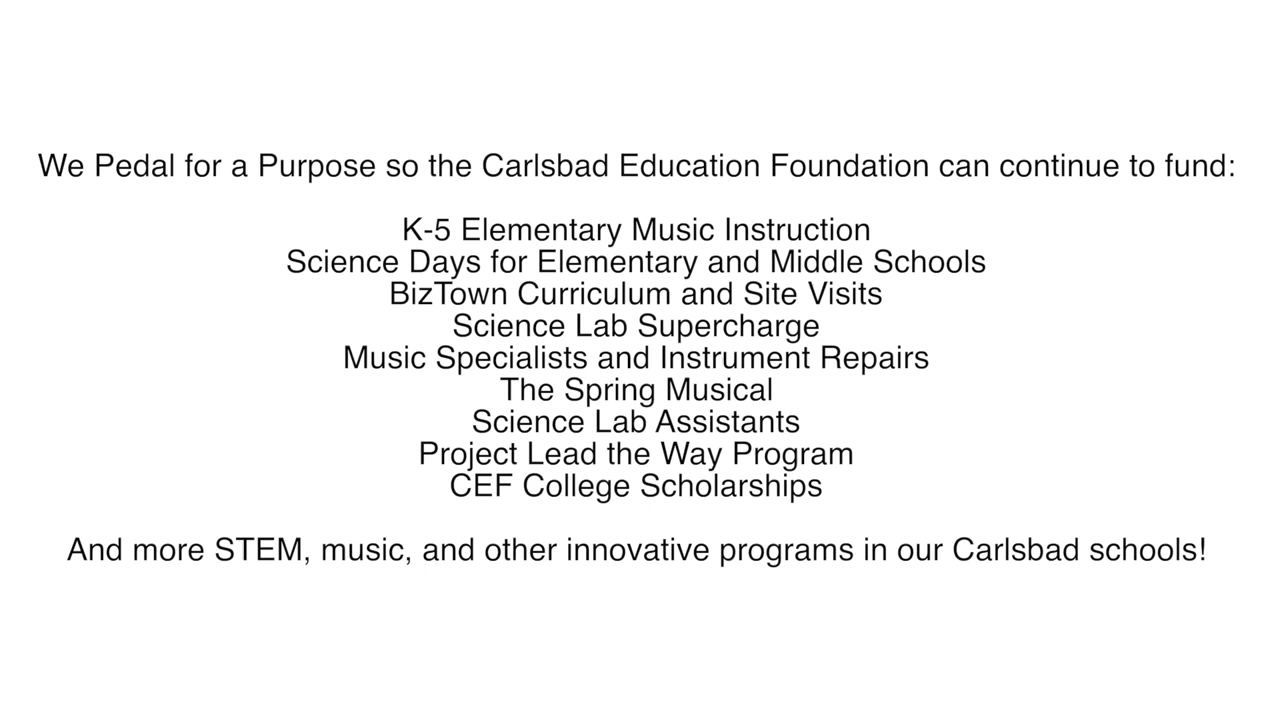 We Pedal for a Purpose so the Carlsbad Education Foundation can continue to fund:
K-5 Elementary Music Instruction
Science Days for Elementary and Middle Schools
BizTown Curriculum and Site Visits
Science Lab Supercharge
Music Specialists and Instrument Repairs
The Spring Musical
Science Lab Assistants
Project Lead the Way Program
CEF College Scholarships
And more STEM, music, and other innovative programs in our Carlsbad schools!